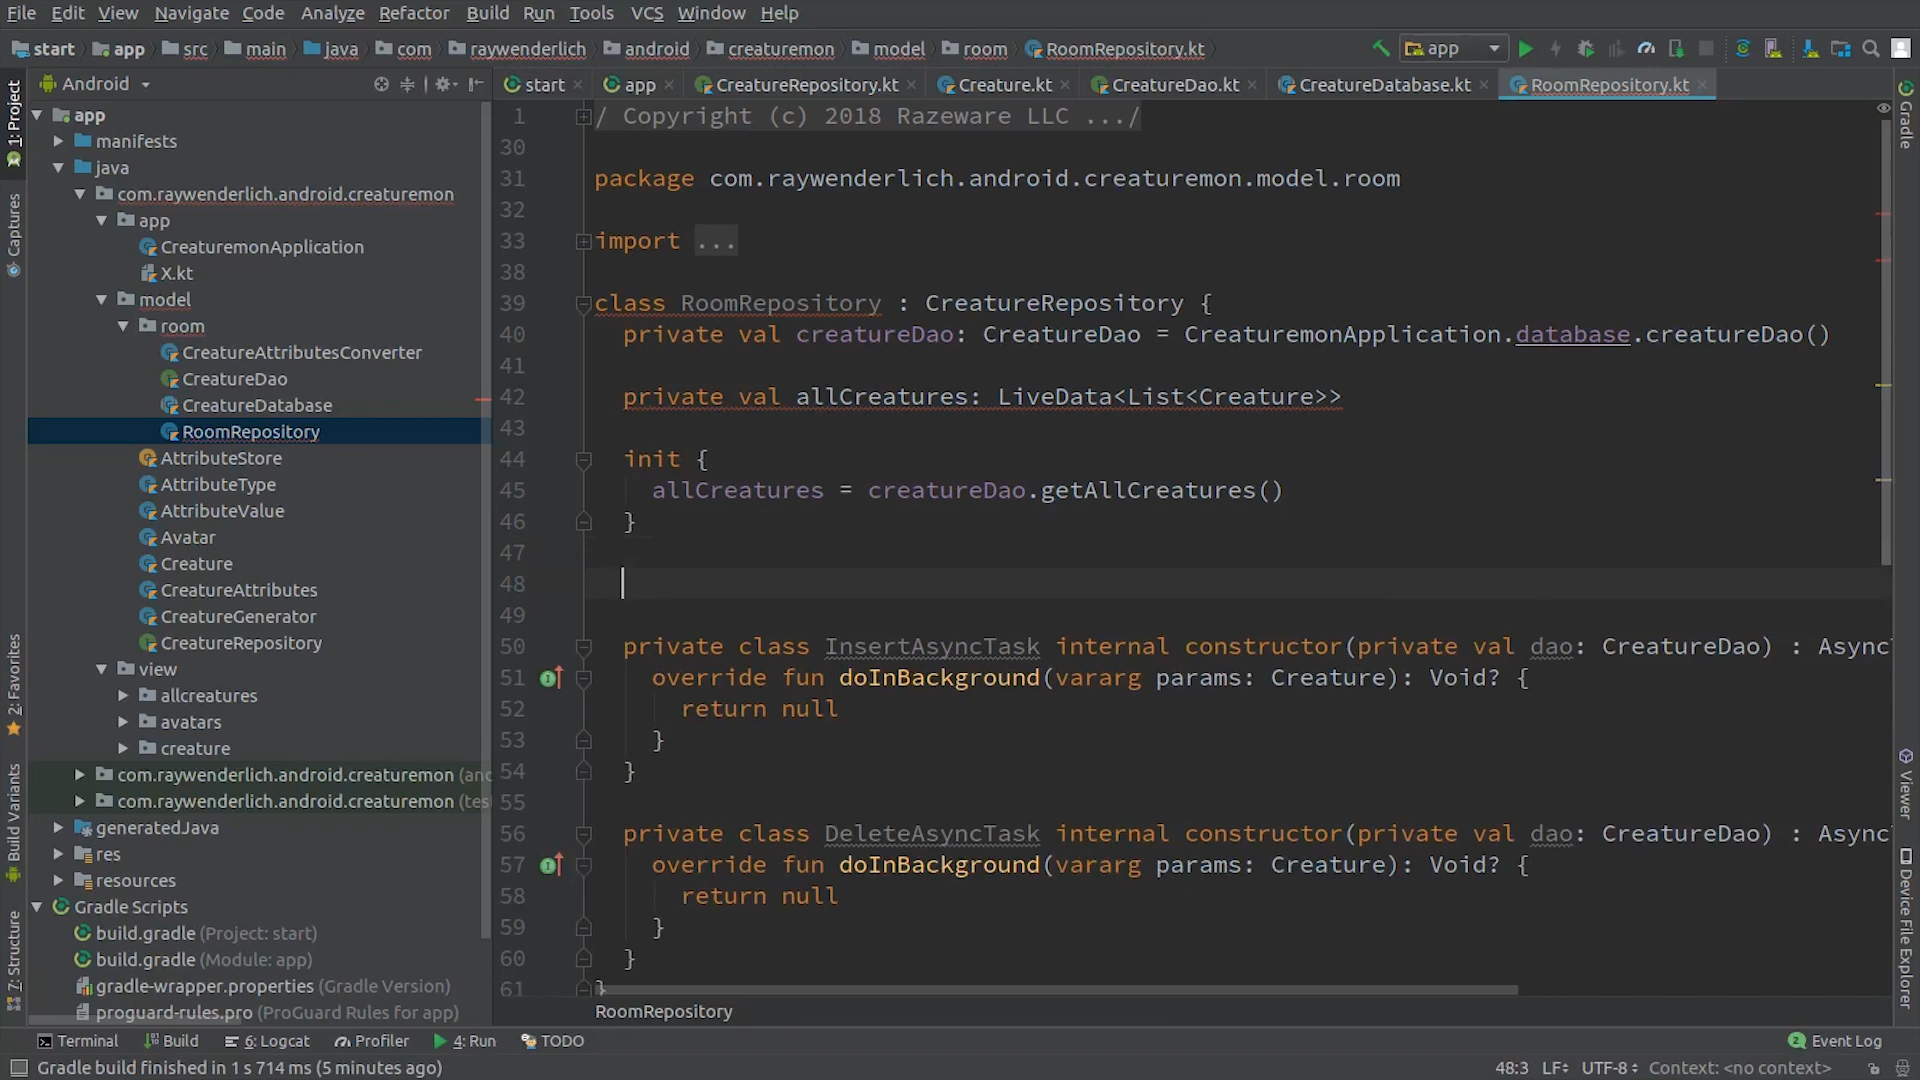 File Edit View Navigate Code Analyze Refactor Build Run Tools VCS Window Help
start app src main java com raywenderlich android creaturemon model room RoomRepository.kt app
Android start app CreatureRepository.kt Creature.kt CreatureDao.kt CreatureDatabase.kt RoomRepository.kt
1: Project
Captures
2: Favorites
Build Variants
7: Structure
app
manifests
java
com.raywenderlich.android.creaturemon
app
CreaturemonApplication
X.kt
model
room
CreatureAttributesConverter
CreatureDao
CreatureDatabase
RoomRepository
AttributeStore
AttributeType
AttributeValue
Avatar
Creature
CreatureAttributes
CreatureGenerator
CreatureRepository
view
allcreatures
avatars
creature
com.raywenderlich.android.creaturemon (and
com.raywenderlich.android.creaturemon (tes
generatedJava
res
resources
Gradle Scripts
build.gradle (Project: start)
build.gradle (Module: app)
gradle-wrapper.properties (Gradle Version)
proguard-rules.pro (ProGuard Rules for app)
1 / Copyright (c) 2018 Razeware LLC .../
30
31 package com.raywenderlich.android.creaturemon.model.room
32
33 import ...
38
39 class RoomRepository : CreatureRepository {
40 private val creatureDao: CreatureDao = CreaturemonApplication.database.creatureDao()
41
42 private val allCreatures: LiveData<List<Creature>>
43
44 init {
45 allCreatures = creatureDao.getAllCreatures()
46 }
47
48
49
50 private class InsertAsyncTask internal constructor(private val dao: CreatureDao) : Async
51 override fun doInBackground(vararg params: Creature): Void? {
52 return null
53 }
54 }
55
56 private class DeleteAsyncTask internal constructor(private val dao: CreatureDao) : Async
57 override fun doInBackground(vararg params: Creature): Void? {
58 return null
59 }
60 }
61 }
RoomRepository
Gradle
Viewer
Device File Explorer
Terminal Build 6: Logcat Profiler 4: Run TODO 2 Event Log
Gradle build finished in 1 s 714 ms (5 minutes ago) 48:3 LF UTF-8 Context: <no context>